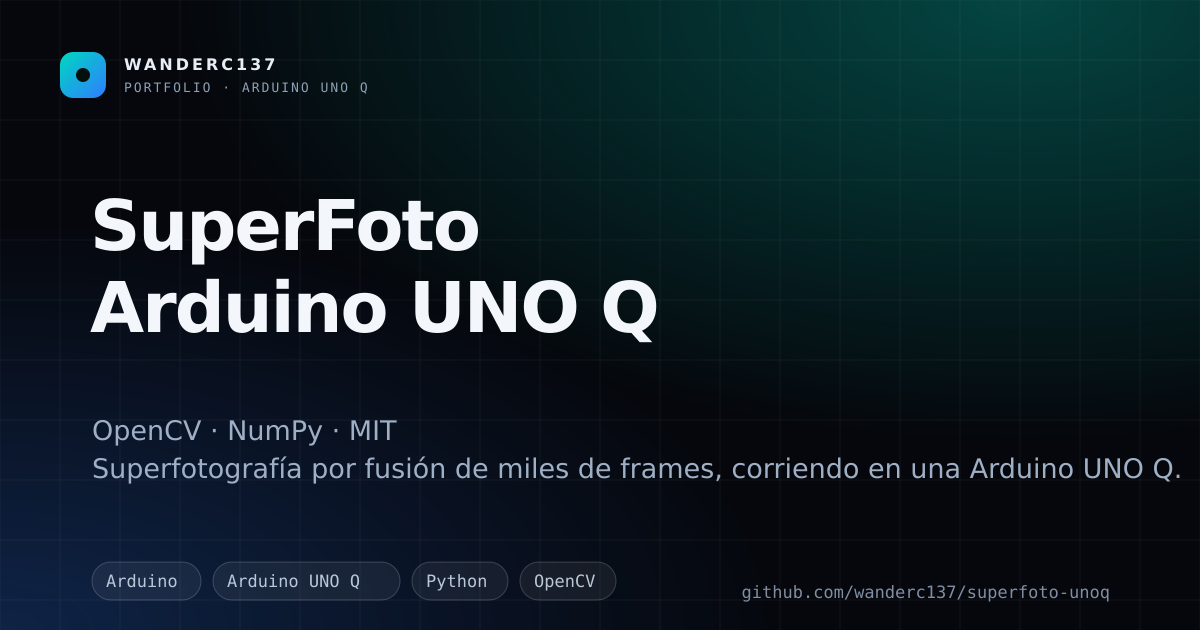 WANDERC137
PORTFOLIO · ARDUINO UNO Q
SuperFoto
Arduino UNO Q
OpenCV · NumPy · MIT
Superfotografía por fusión de miles de frames, corriendo en una Arduino UNO Q.
Arduino
Arduino UNO Q
Python
OpenCV
github.com/wanderc137/superfoto-unoq